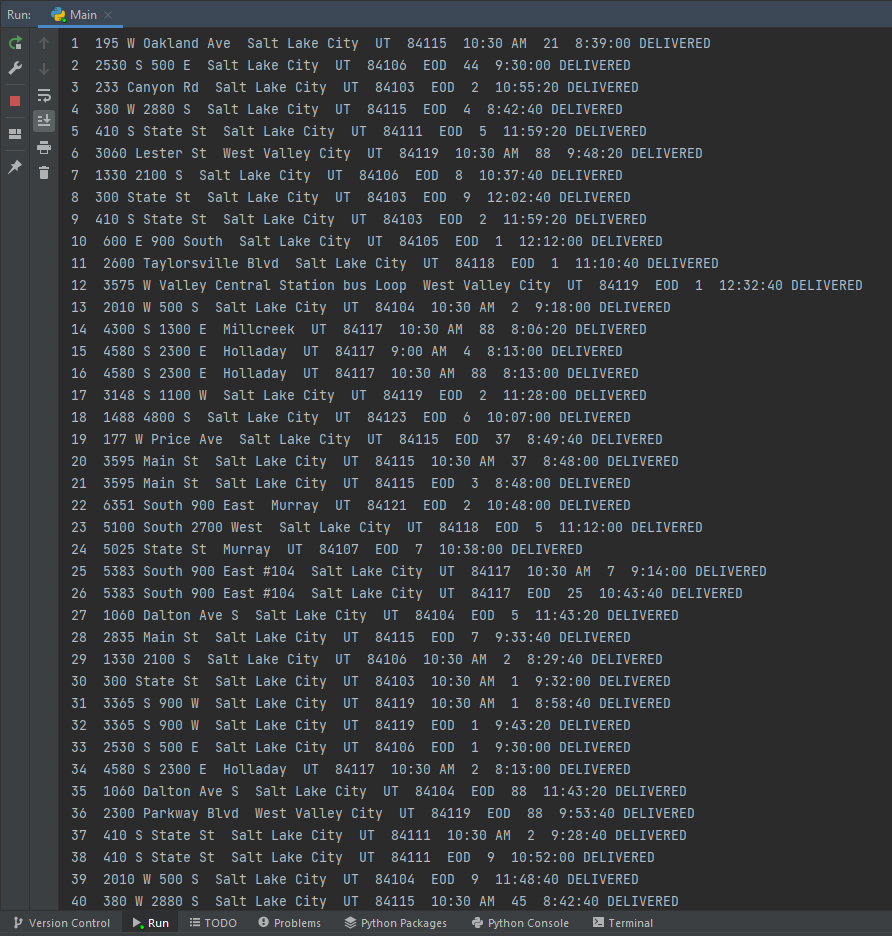 Run: Main
1 195 W Oakland Ave Salt Lake City UT 84115 10:30 AM 21 8:39:00 DELIVERED
2 2530 S 500 E Salt Lake City UT 84106 EOD 44 9:30:00 DELIVERED
3 233 Canyon Rd Salt Lake City UT 84103 EOD 2 10:55:20 DELIVERED
4 380 W 2880 S Salt Lake City UT 84115 EOD 4 8:42:40 DELIVERED
5 410 S State St Salt Lake City UT 84111 EOD 5 11:59:20 DELIVERED
6 3060 Lester St West Valley City UT 84119 10:30 AM 88 9:48:20 DELIVERED
7 1330 2100 S Salt Lake City UT 84106 EOD 8 10:37:40 DELIVERED
8 300 State St Salt Lake City UT 84103 EOD 9 12:02:40 DELIVERED
9 410 S State St Salt Lake City UT 84103 EOD 2 11:59:20 DELIVERED
10 600 E 900 South Salt Lake City UT 84105 EOD 1 12:12:00 DELIVERED
11 2600 Taylorsville Blvd Salt Lake City UT 84118 EOD 1 11:10:40 DELIVERED
12 3575 W Valley Central Station bus Loop West Valley City UT 84119 EOD 1 12:32:40 DELIVERED
13 2010 W 500 S Salt Lake City UT 84104 10:30 AM 2 9:18:00 DELIVERED
14 4300 S 1300 E Millcreek UT 84117 10:30 AM 88 8:06:20 DELIVERED
15 4580 S 2300 E Holladay UT 84117 9:00 AM 4 8:13:00 DELIVERED
16 4580 S 2300 E Holladay UT 84117 10:30 AM 88 8:13:00 DELIVERED
17 3148 S 1100 W Salt Lake City UT 84119 EOD 2 11:28:00 DELIVERED
18 1488 4800 S Salt Lake City UT 84123 EOD 6 10:07:00 DELIVERED
19 177 W Price Ave Salt Lake City UT 84115 EOD 37 8:49:40 DELIVERED
20 3595 Main St Salt Lake City UT 84115 10:30 AM 37 8:48:00 DELIVERED
21 3595 Main St Salt Lake City UT 84115 EOD 3 8:48:00 DELIVERED
22 6351 South 900 East Murray UT 84121 EOD 2 10:48:00 DELIVERED
23 5100 South 2700 West Salt Lake City UT 84118 EOD 5 11:12:00 DELIVERED
24 5025 State St Murray UT 84107 EOD 7 10:38:00 DELIVERED
25 5383 South 900 East #104 Salt Lake City UT 84117 10:30 AM 7 9:14:00 DELIVERED
26 5383 South 900 East #104 Salt Lake City UT 84117 EOD 25 10:43:40 DELIVERED
27 1060 Dalton Ave S Salt Lake City UT 84104 EOD 5 11:43:20 DELIVERED
28 2835 Main St Salt Lake City UT 84115 EOD 7 9:33:40 DELIVERED
29 1330 2100 S Salt Lake City UT 84106 10:30 AM 2 8:29:40 DELIVERED
30 300 State St Salt Lake City UT 84103 10:30 AM 1 9:32:00 DELIVERED
31 3365 S 900 W Salt Lake City UT 84119 10:30 AM 1 8:58:40 DELIVERED
32 3365 S 900 W Salt Lake City UT 84119 EOD 1 9:43:20 DELIVERED
33 2530 S 500 E Salt Lake City UT 84106 EOD 1 9:30:00 DELIVERED
34 4580 S 2300 E Holladay UT 84117 10:30 AM 2 8:13:00 DELIVERED
35 1060 Dalton Ave S Salt Lake City UT 84104 EOD 88 11:43:20 DELIVERED
36 2300 Parkway Blvd West Valley City UT 84119 EOD 88 9:53:40 DELIVERED
37 410 S State St Salt Lake City UT 84111 10:30 AM 2 9:28:40 DELIVERED
38 410 S State St Salt Lake City UT 84111 EOD 9 10:52:00 DELIVERED
39 2010 W 500 S Salt Lake City UT 84104 EOD 9 11:48:40 DELIVERED
40 380 W 2880 S Salt Lake City UT 84115 10:30 AM 45 8:42:40 DELIVERED
Version Control Run TODO Problems Python Packages Python Console Terminal